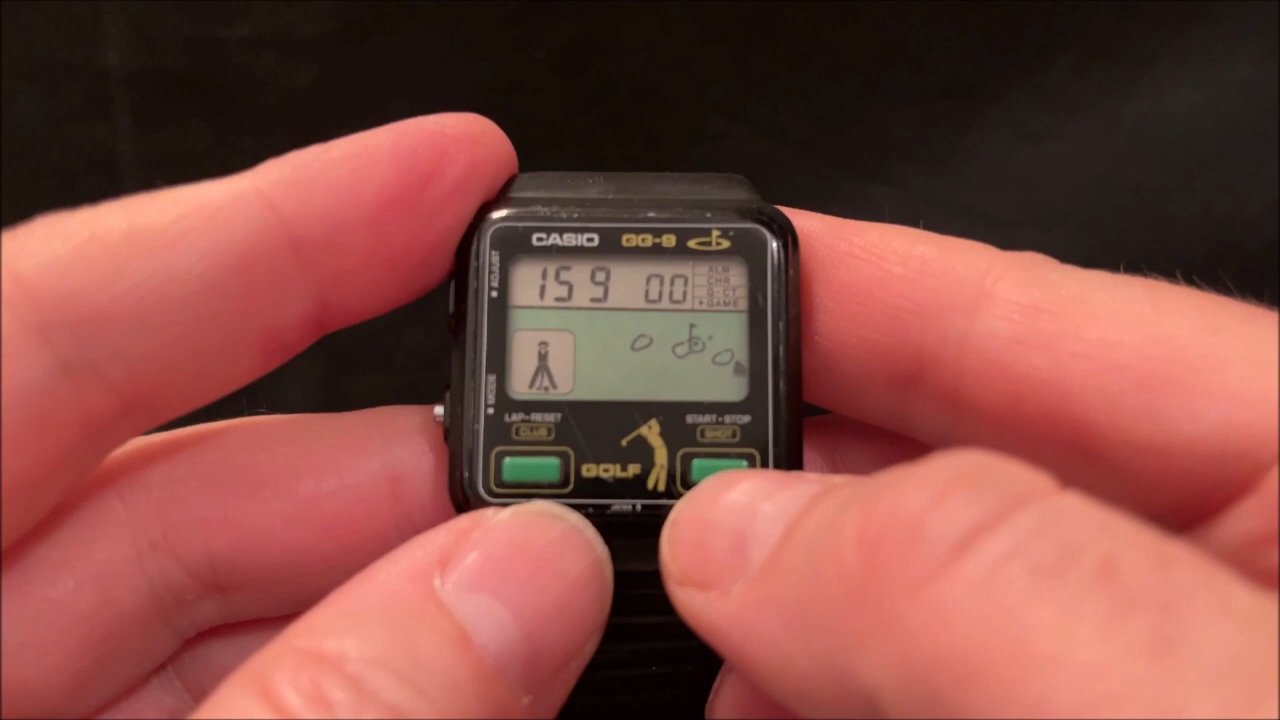 CASIO GG-9
ADJUST
159 00
ALM
CHR
G-CT
GAME
MODE
LAP•RESET START•STOP
CLUB SHOT
GOLF